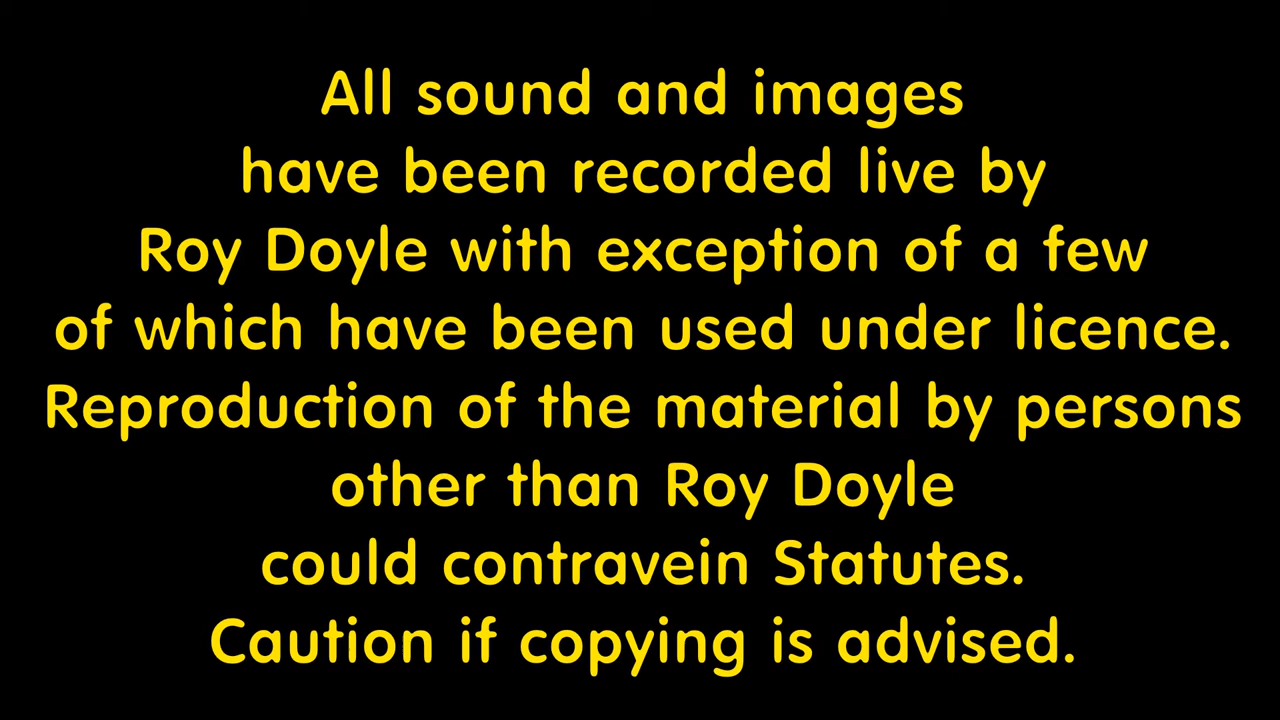 All sound and images
have been recorded live by
Roy Doyle with exception of a few
of which have been used under licence.
Reproduction of the material by persons
other than Roy Doyle
could contravein Statutes.
Caution if copying is advised.